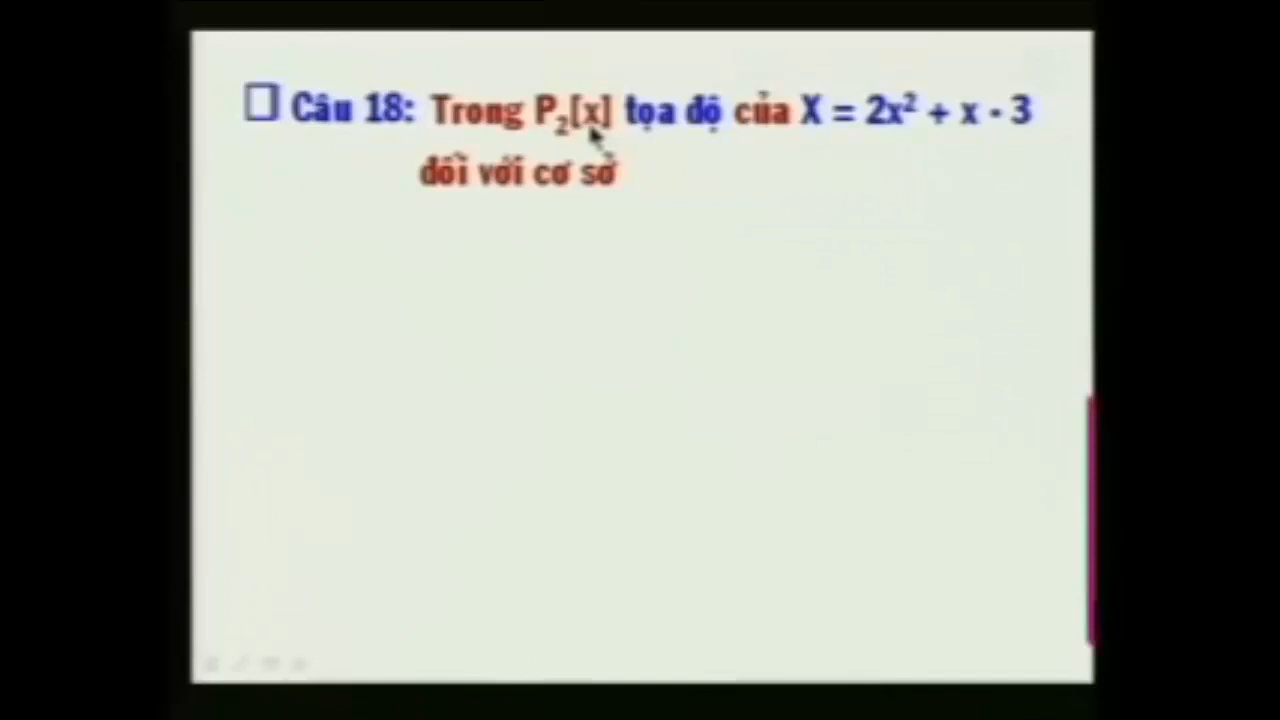 □ Câu 18: Trong P₂[x] tọa độ của X = 2x² + x - 3
đối với cơ sở